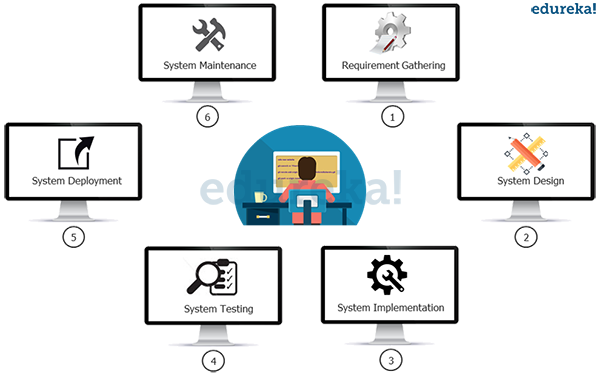 edureka!
System Maintenance
Requirement Gathering
6
1
System Deployment
System Design
edureka!
5
2
System Testing
System Implementation
4
3